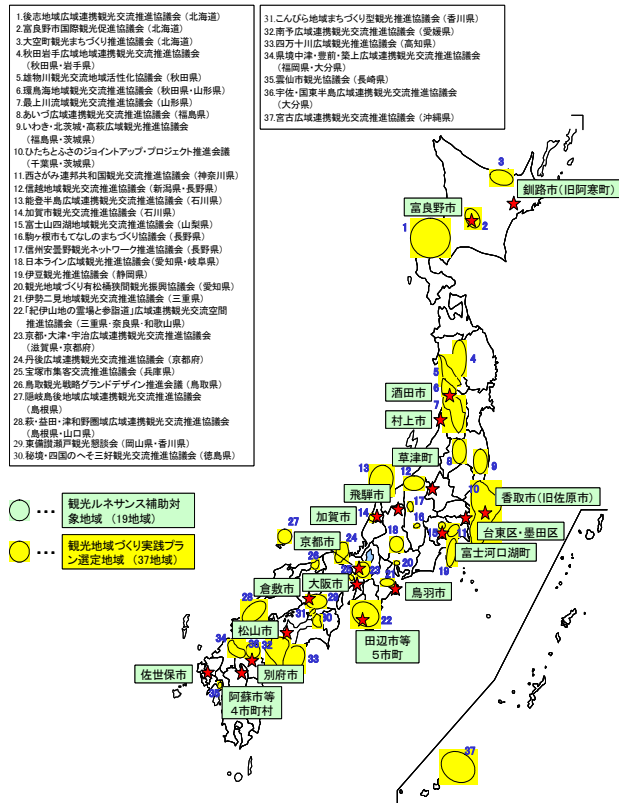 1.後志地域広域連携観光交流推進協議会（北海道）
2.富良野市国際観光促進協議会（北海道）
3.大空町観光まちづくり推進協議会（北海道）
4.秋田岩手広域地域連携観光交流推進協議会
（秋田県・岩手県）
5.雄物川観光交流地域活性化協議会（秋田県）
6.環鳥海地域観光交流推進協議会（秋田県・山形県）
7.最上川流域観光交流推進協議会（山形県）
8.あいづ広域連携観光交流推進協議会（福島県）
9.いわき・北茨城・高萩広域観光推進協議会
（福島県・茨城県）
10.ひたちとふさのジョイントアップ・プロジェクト推進会議
（千葉県・茨城県）
11.西さがみ連邦共和国観光交流推進協議会（神奈川県）
12.信越地域観光交流推進協議会（新潟県・長野県）
13.能登半島広域連携観光交流推進協議会（石川県）
14.加賀市観光交流推進協議会（石川県）
15.富士山四湖地域観光交流推進協議会（山梨県）
16.駒ヶ根市もてなしのまちづくり協議会（長野県）
17.信州安曇野観光ネットワーク推進協議会（長野県）
18.日本ライン広域観光推進協議会（愛知県・岐阜県）
19.伊豆観光推進協議会（静岡県）
20.観光地域づくり有松桶狭間観光振興協議会（愛知県）
21.伊勢二見地域観光交流推進協議会（三重県）
22.「紀伊山地の霊場と参詣道」広域連携観光交流空間
推進協議会（三重県・奈良県・和歌山県）
23.京都・大津・宇治広域連携観光交流推進協議会
（滋賀県・京都府）
24.丹後広域連携観光交流推進協議会（京都府）
25.宝塚市集客交流推進協議会（兵庫県）
26.鳥取観光戦略グランドデザイン推進会議（鳥取県）
27.隠岐島後地域広域連携観光交流推進協議会
（島根県）
28.萩・益田・津和野圏域広域連携観光交流推進協議会
（島根県・山口県）
29.東備讃瀬戸観光懇談会（岡山県・香川県）
30.秘境・四国のへそ三好観光交流推進協議会（徳島県）
31.こんぴら地域まちづくり型観光推進協議会（香川県）
32.南予広域連携観光交流推進協議会（愛媛県）
33.四万十川広域観光推進協議会（高知県）
34.県境中津・豊前・築上広域連携観光交流推進協議会
（福岡県・大分県）
35.雲仙市観光協議会（長崎県）
36.宇佐・国東半島広域連携観光交流推進協議会
（大分県）
37.宮古広域連携観光交流推進協議会（沖縄県）
3
釧路市（旧阿寒町）
富良野市
2
1
4
5
6
酒田市
7
村上市
草津町
8
9
13
12
10
飛騨市
17
香取市（旧佐原市）
加賀市
14
16
台東区・墨田区
27
京都市
24
18
15
11
富士河口湖町
26
20
19
倉敷市
大阪市
25
23
21
鳥羽市
28
29
31
30
22
松山市
田辺市等
5市町
34
36
32
33
佐世保市
別府市
35
阿蘇市等
4市町村
37
… 観光ルネサンス補助対
象地域 （19地域）
… 観光地域づくり実践プラ
ン選定地域 （37地域）